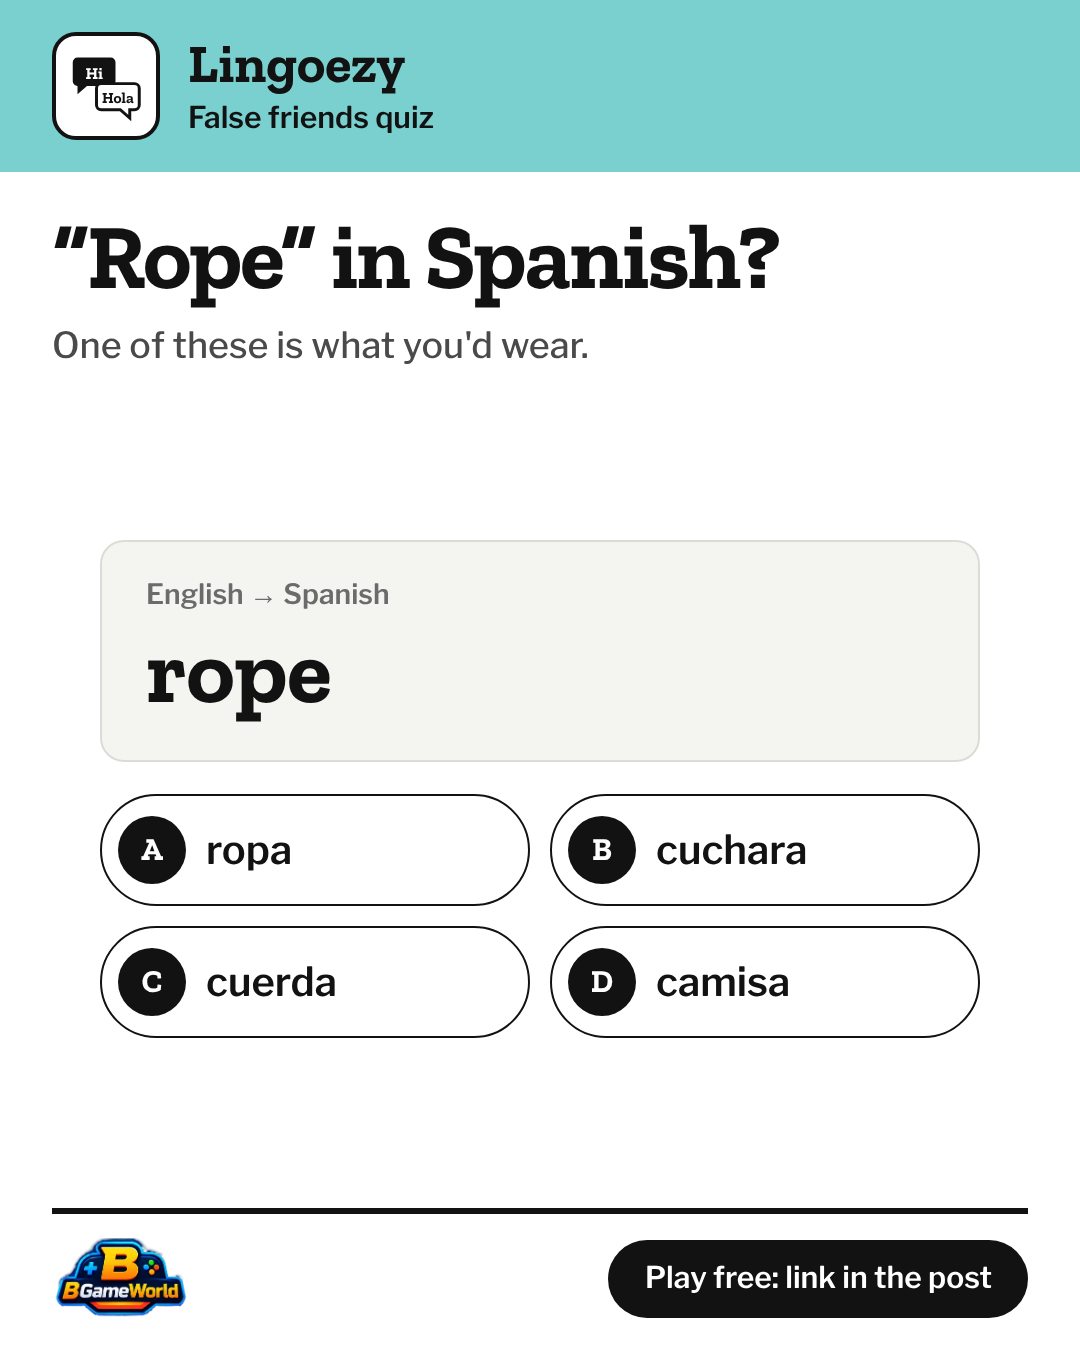 Hi
Hola
Lingoezy
False friends quiz
"Rope" in Spanish?
One of these is what you'd wear.
English → Spanish
rope
A ropa
B cuchara
C cuerda
D camisa
B
BGameWorld
Play free: link in the post